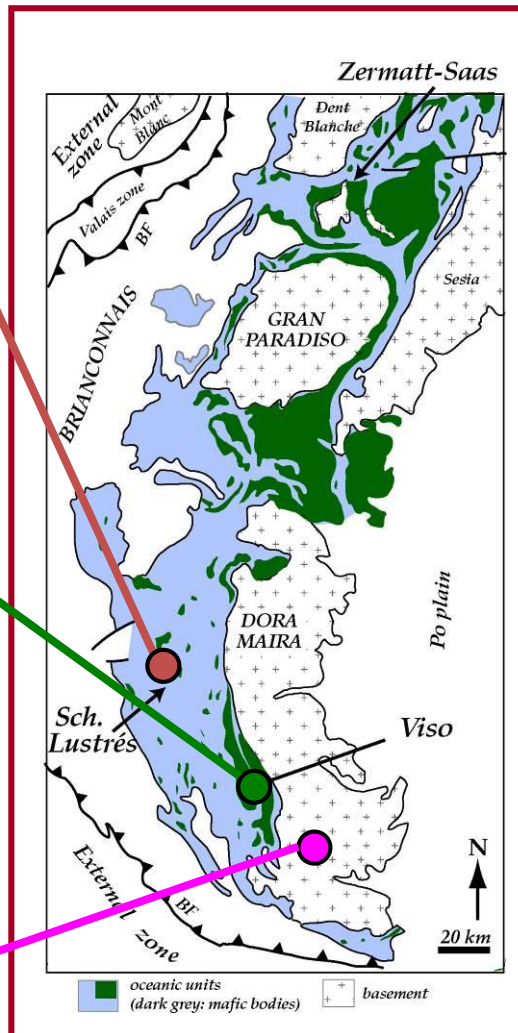 Zermatt-Saas
Dent
Blanche
External
zone
Mont
Blanc
Valais zone
BF
Sesia
GRAN
PARADISO
BRIANCONNAIS
DORA
MAIRA
Po plain
Sch.
Lustrés
Viso
External zone
BF
N
20 km
oceanic units
(dark grey: mafic bodies)
basement